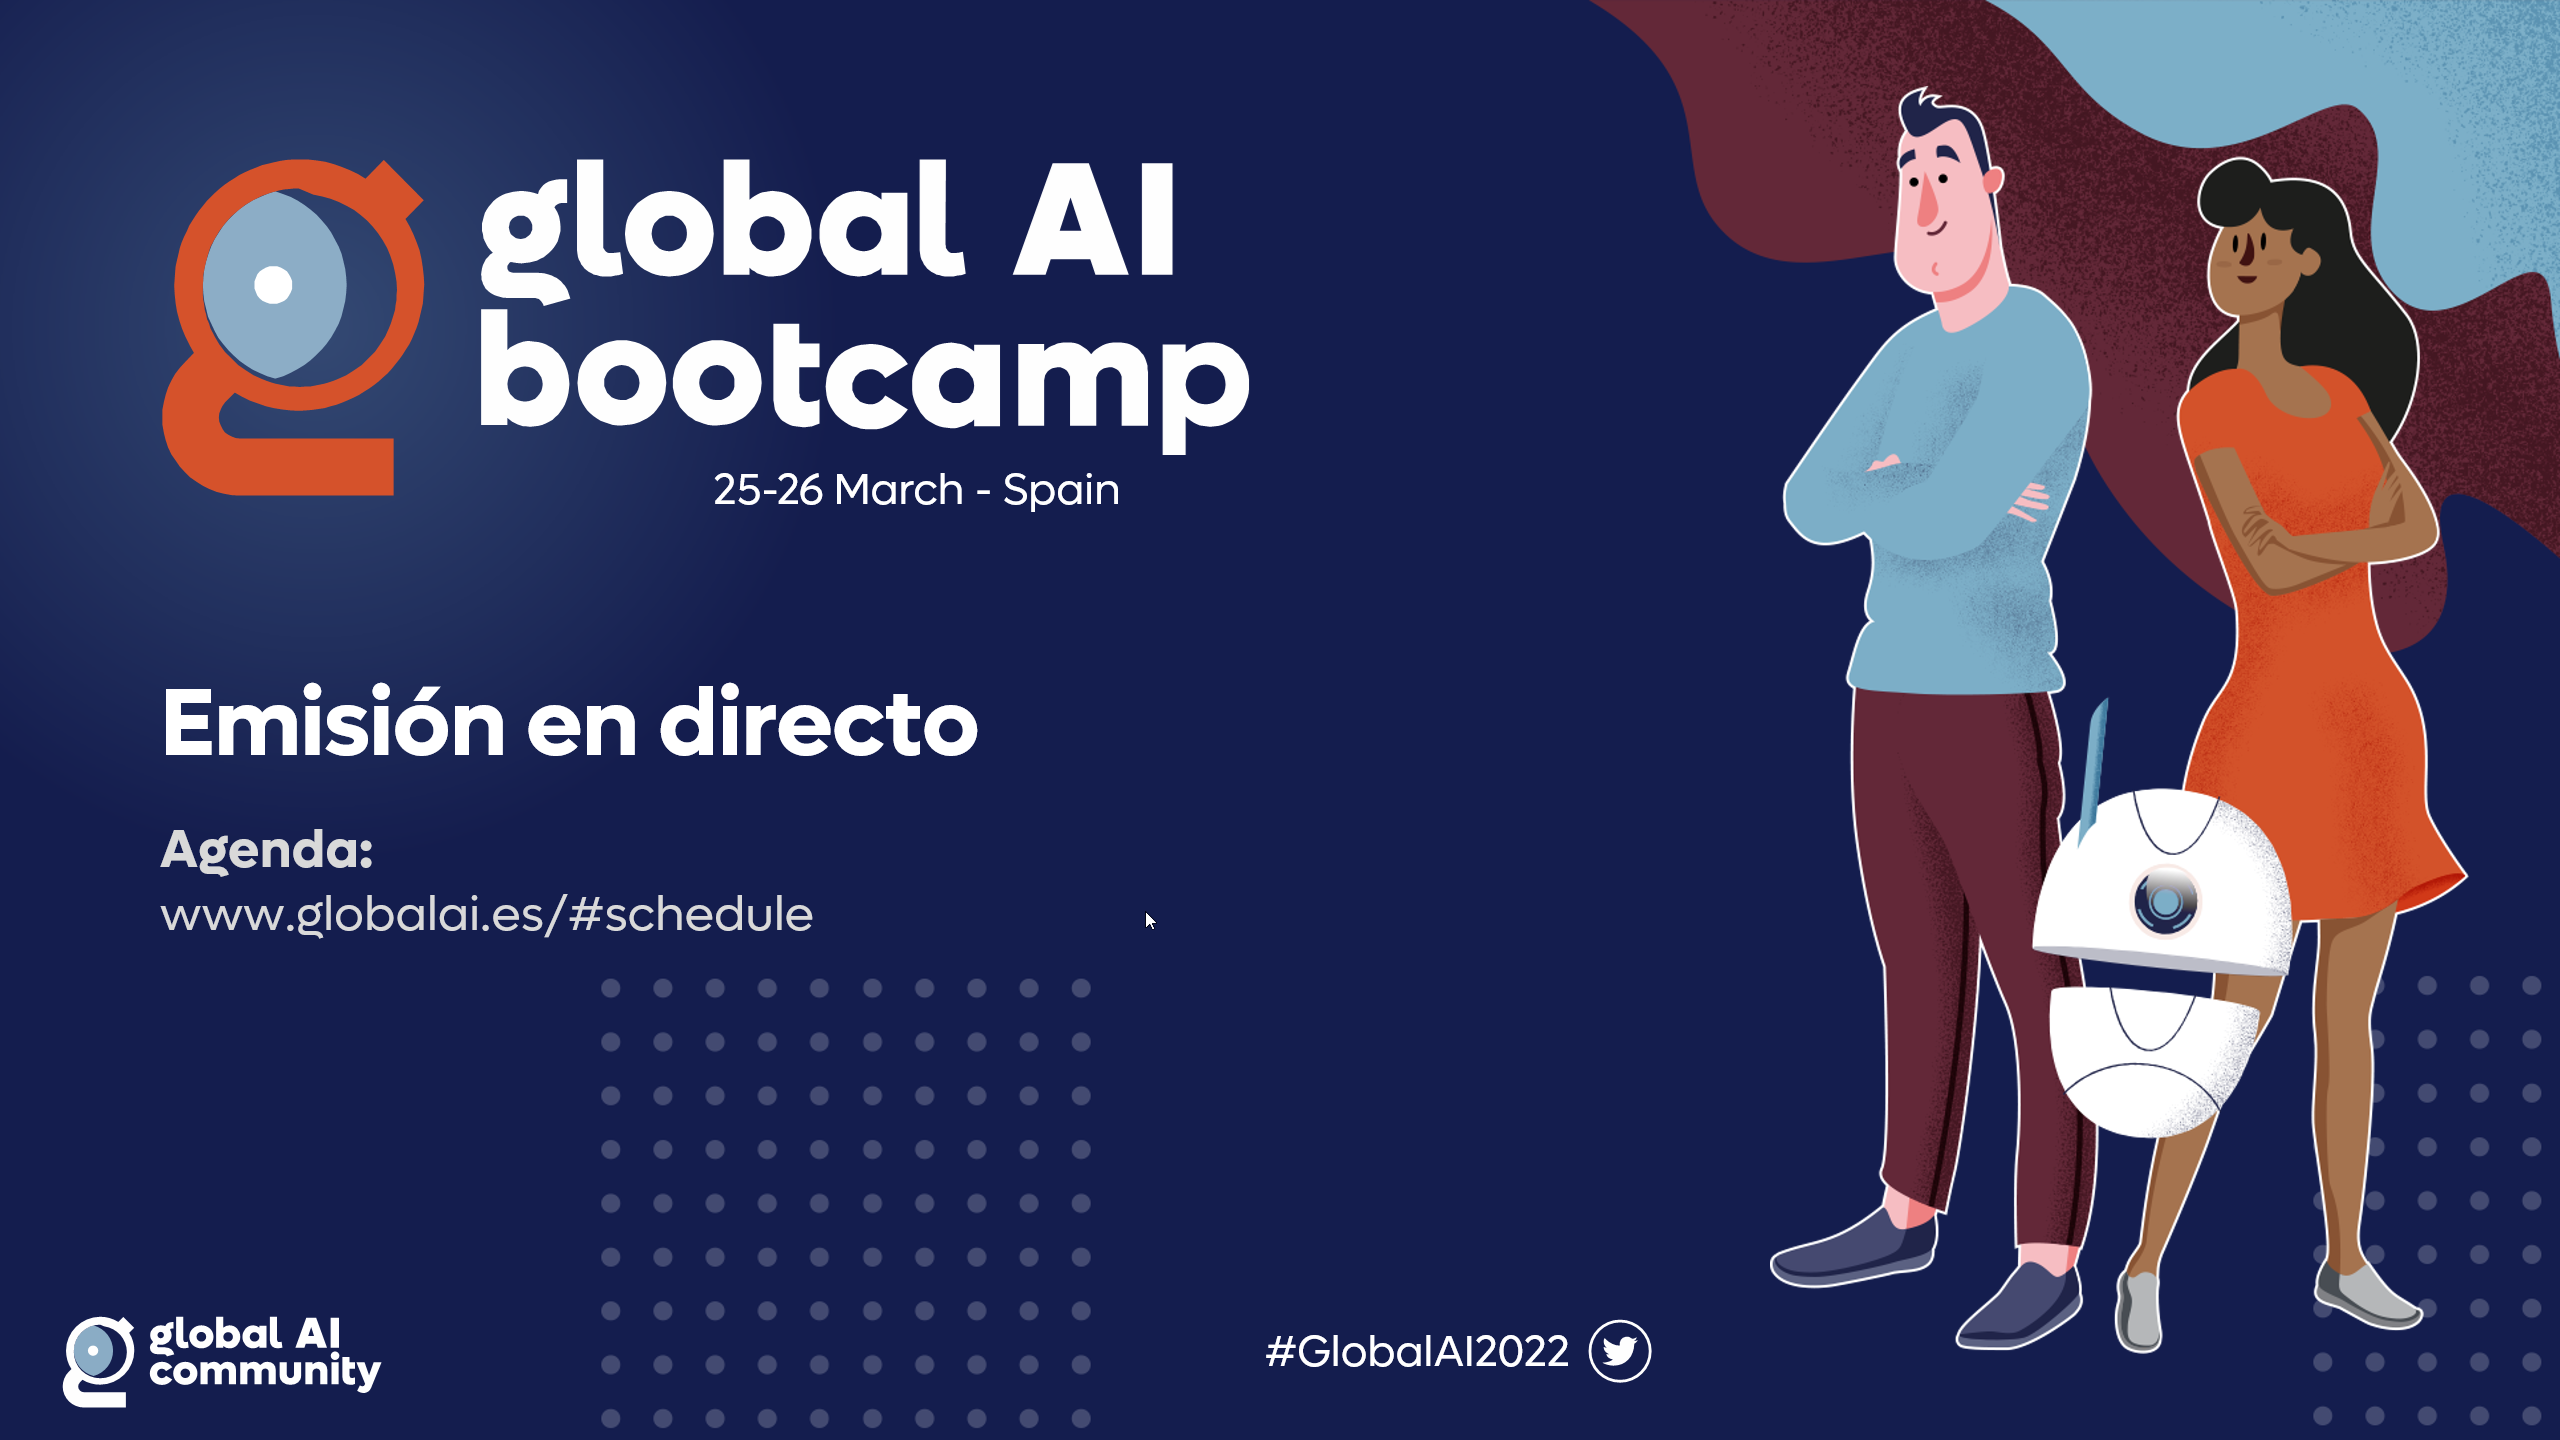 global AI
bootcamp
25-26 March - Spain
Emisión en directo
Agenda:
www.globalai.es/#schedule
global AI
community
#GlobalAI2022